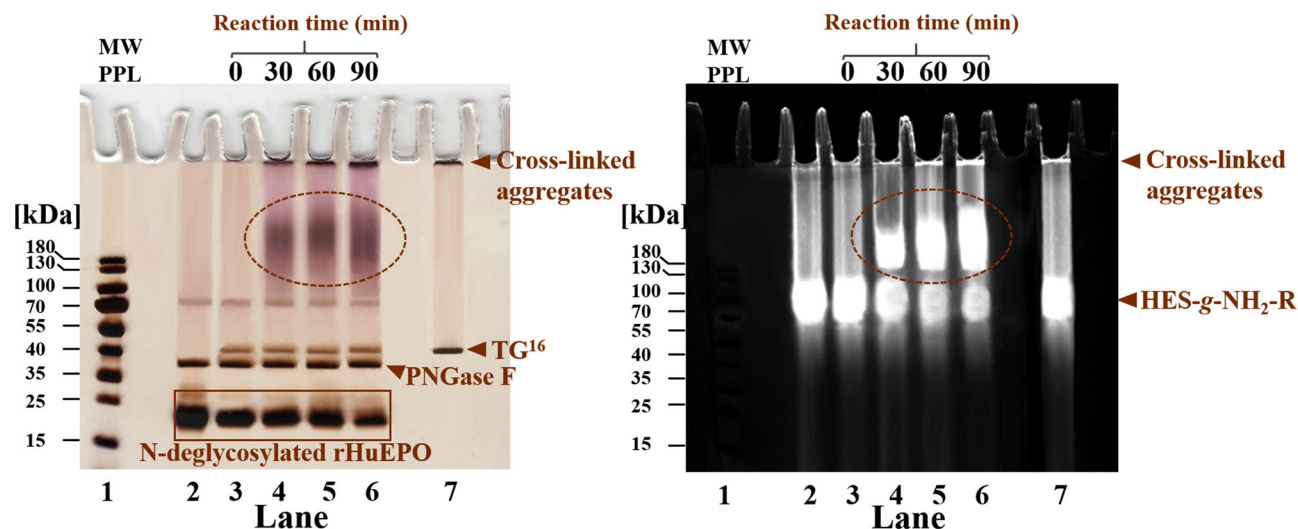 Reaction time (min)
MW
PPL 0 30 60 90
Cross-linked
aggregates
[kDa]
180
130
100
70
55
40
35
25
15
TG16
PNGase F
N-deglycosylated rHuEPO
1 2 3 4 5 6 7
Lane
Reaction time (min)
MW
PPL 0 30 60 90
Cross-linked
aggregates
[kDa]
180
130
100
70
55
40
35
25
15
HES-g-NH2-R
1 2 3 4 5 6 7
Lane